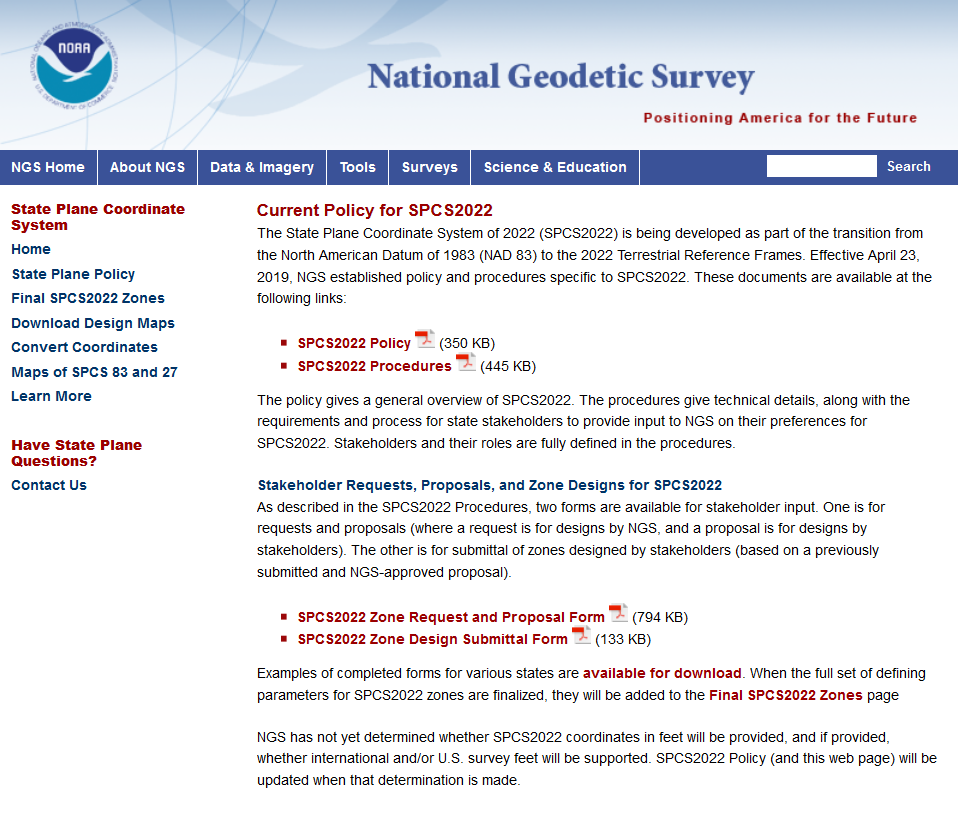 NATIONAL OCEANIC AND ATMOSPHERIC ADMINISTRATION
NOAA
U.S. DEPARTMENT OF COMMERCE
National Geodetic Survey
Positioning America for the Future
NGS Home
About NGS
Data & Imagery
Tools
Surveys
Science & Education
Search
State Plane Coordinate
System
Home
State Plane Policy
Final SPCS2022 Zones
Download Design Maps
Convert Coordinates
Maps of SPCS 83 and 27
Learn More
Have State Plane
Questions?
Contact Us
Current Policy for SPCS2022
The State Plane Coordinate System of 2022 (SPCS2022) is being developed as part of the transition from
the North American Datum of 1983 (NAD 83) to the 2022 Terrestrial Reference Frames. Effective April 23,
2019, NGS established policy and procedures specific to SPCS2022. These documents are available at the
following links:
SPCS2022 Policy (350 KB)
SPCS2022 Procedures (445 KB)
The policy gives a general overview of SPCS2022. The procedures give technical details, along with the
requirements and process for state stakeholders to provide input to NGS on their preferences for
SPCS2022. Stakeholders and their roles are fully defined in the procedures.
Stakeholder Requests, Proposals, and Zone Designs for SPCS2022
As described in the SPCS2022 Procedures, two forms are available for stakeholder input. One is for
requests and proposals (where a request is for designs by NGS, and a proposal is for designs by
stakeholders). The other is for submittal of zones designed by stakeholders (based on a previously
submitted and NGS-approved proposal).
SPCS2022 Zone Request and Proposal Form (794 KB)
SPCS2022 Zone Design Submittal Form (133 KB)
Examples of completed forms for various states are available for download. When the full set of defining
parameters for SPCS2022 zones are finalized, they will be added to the Final SPCS2022 Zones page
NGS has not yet determined whether SPCS2022 coordinates in feet will be provided, and if provided,
whether international and/or U.S. survey feet will be supported. SPCS2022 Policy (and this web page) will be
updated when that determination is made.